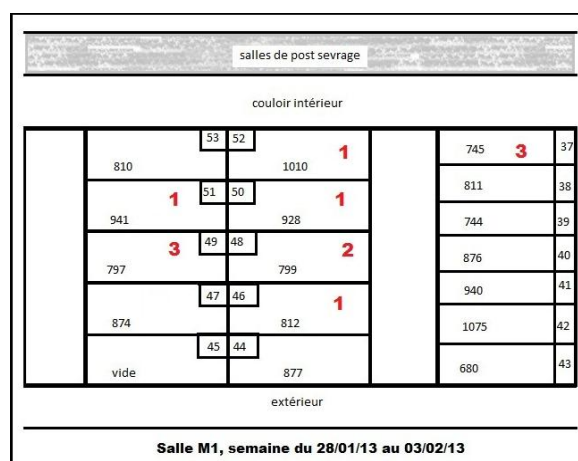 salles de post sevrage
couloir intérieur
53 52 745 3 37
810 1010 1
51 50 811 38
941 1 928 1
744 39
49 48
797 3 799 2 876 40
47 46 940 41
874 812 1
1075 42
45 44
vide 877 680 43
extérieur
Salle M1, semaine du 28/01/13 au 03/02/13